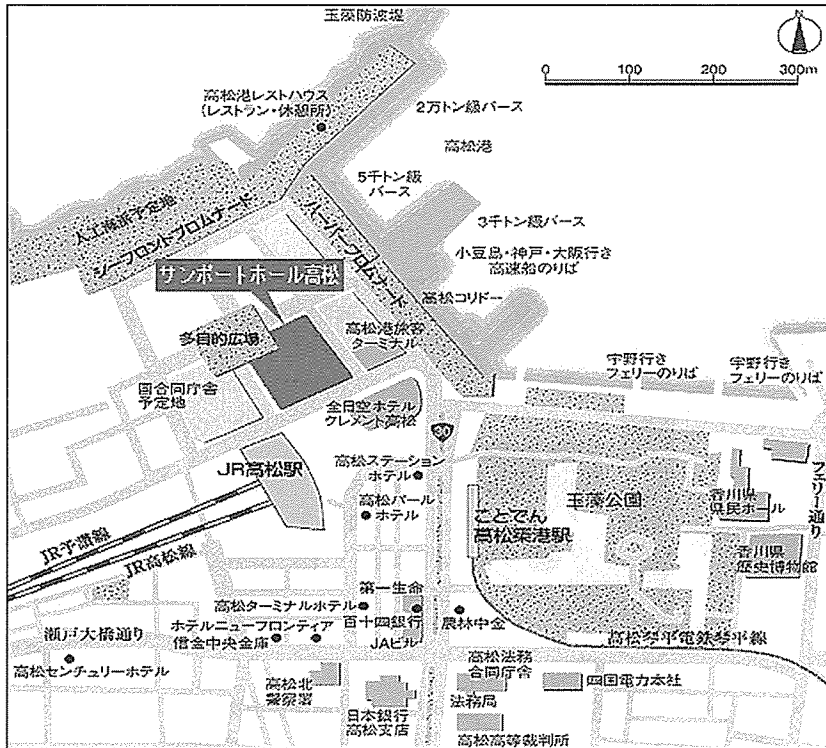 玉藻防波堤
N
0 100 200 300m
高松港レストハウス
(レストラン・休憩所)
2万トン級バース
高松港
5千トン級
バース
3千トン級バース
人工海浜予定地
シーフロントプロムナード
ハーバープロムナード
小豆島・神戸・大阪行き
高速船のりば
サンポートホール高松
高松コリドー
多目的広場
高松港旅客
ターミナル
宇野行き
フェリーのりば
宇野行き
フェリーのりば
国合同庁舎
予定地
全日空ホテル
クレメント高松
30
JR高松駅
高松ステーション
ホテル
フェリー通り
高松パール
ホテル
ことでん
高松築港駅
玉藻公園
香川県
県民ホール
JR予讃線
JR高松線
香川県
歴史博物館
第一生命
高松ターミナルホテル
百十四銀行
農林中金
ホテルニューフロンティア
信金中央金庫
JAビル
瀬戸大橋通り
高松琴平電鉄琴平線
高松センチュリーホテル
高松法務
合同庁舎
高松北
警察署
法務局
四国電力本社
日本銀行
高松支店
高松高等裁判所